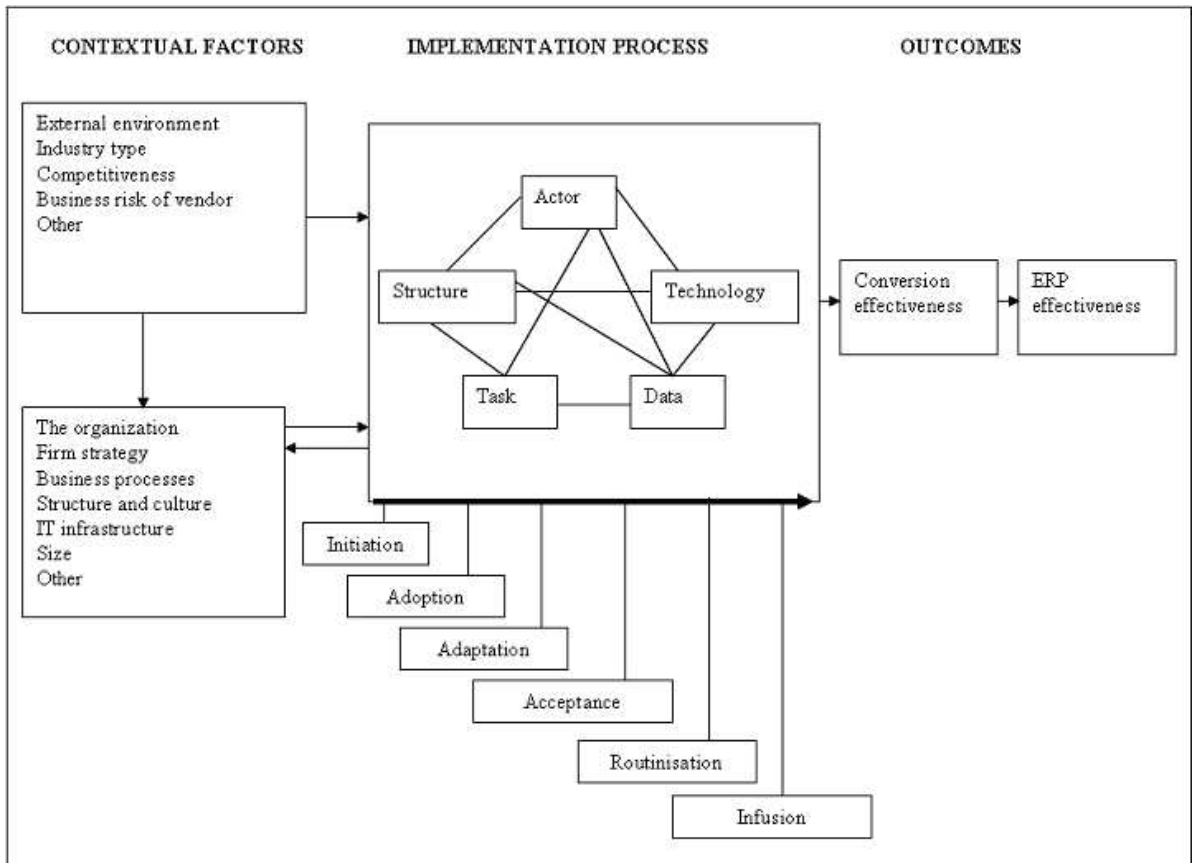 CONTEXTUAL FACTORS
IMPLEMENTATION PROCESS
OUTCOMES
External environment
Industry type
Competitiveness
Business risk of vendor
Other
Actor
Structure
Technology
Task
Data
Conversion
effectiveness
ERP
effectiveness
The organization
Firm strategy
Business processes
Structure and culture
IT infrastructure
Size
Other
Initiation
Adoption
Adaptation
Acceptance
Routinisation
Infusion